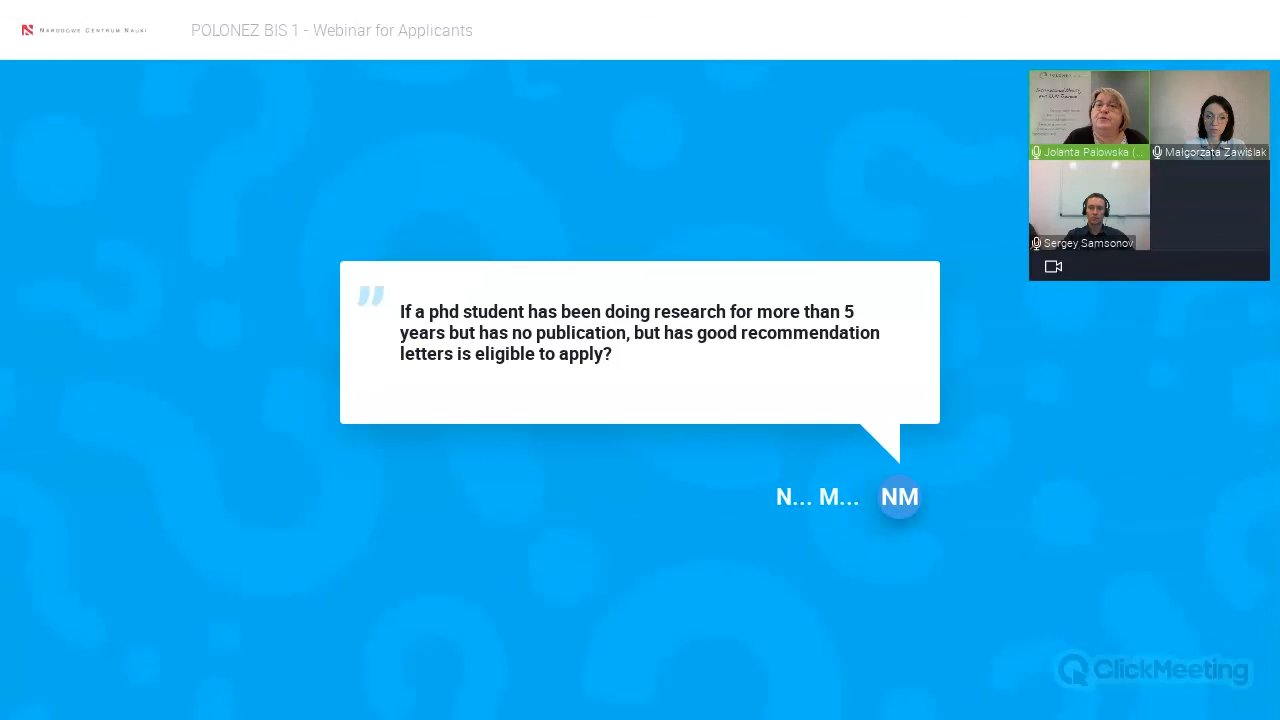 NARODOWE CENTRUM NAUKI
POLONEZ BIS 1 - Webinar for Applicants
Jolanta Palowska (...
Małgorzata Zawiślak
Sergey Samsonov
If a phd student has been doing research for more than 5
years but has no publication, but has good recommendation
letters is eligible to apply?
N... M...
NM
ClickMeeting